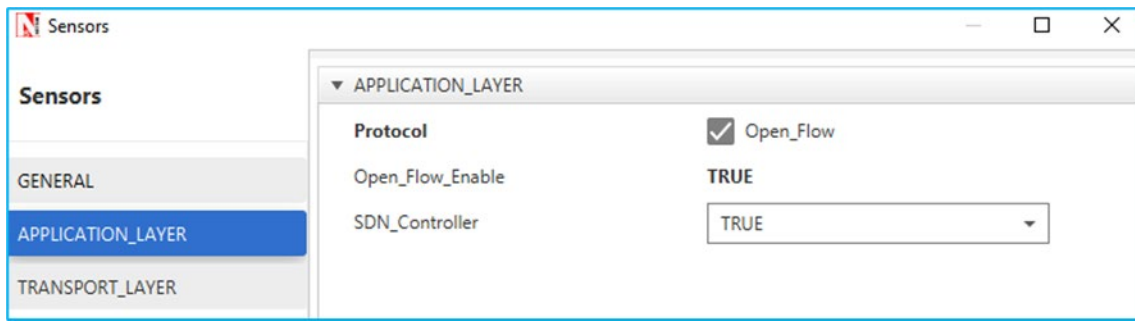 Sensors
Sensors
GENERAL
APPLICATION_LAYER
TRANSPORT_LAYER
APPLICATION_LAYER
Protocol Open_Flow
Open_Flow_Enable TRUE
SDN_Controller TRUE